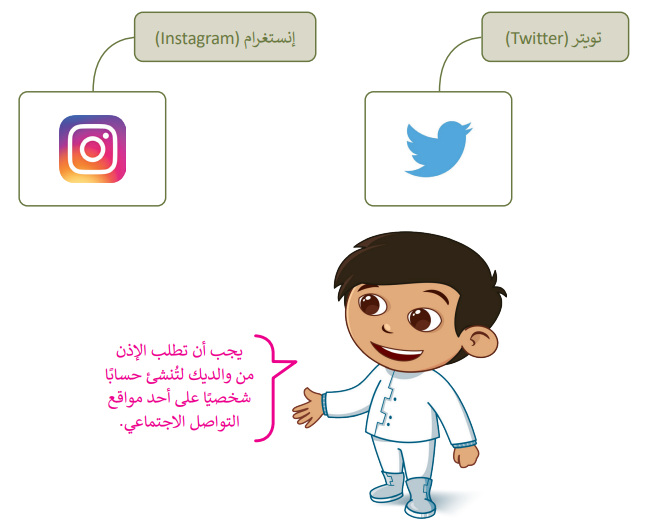 تويتر (Twitter)
إنستغرام (Instagram)
يجب أن تطلب الإذن
من والديك لتُنشئ حسابًا
شخصيًا على أحد مواقع
التواصل الاجتماعي.